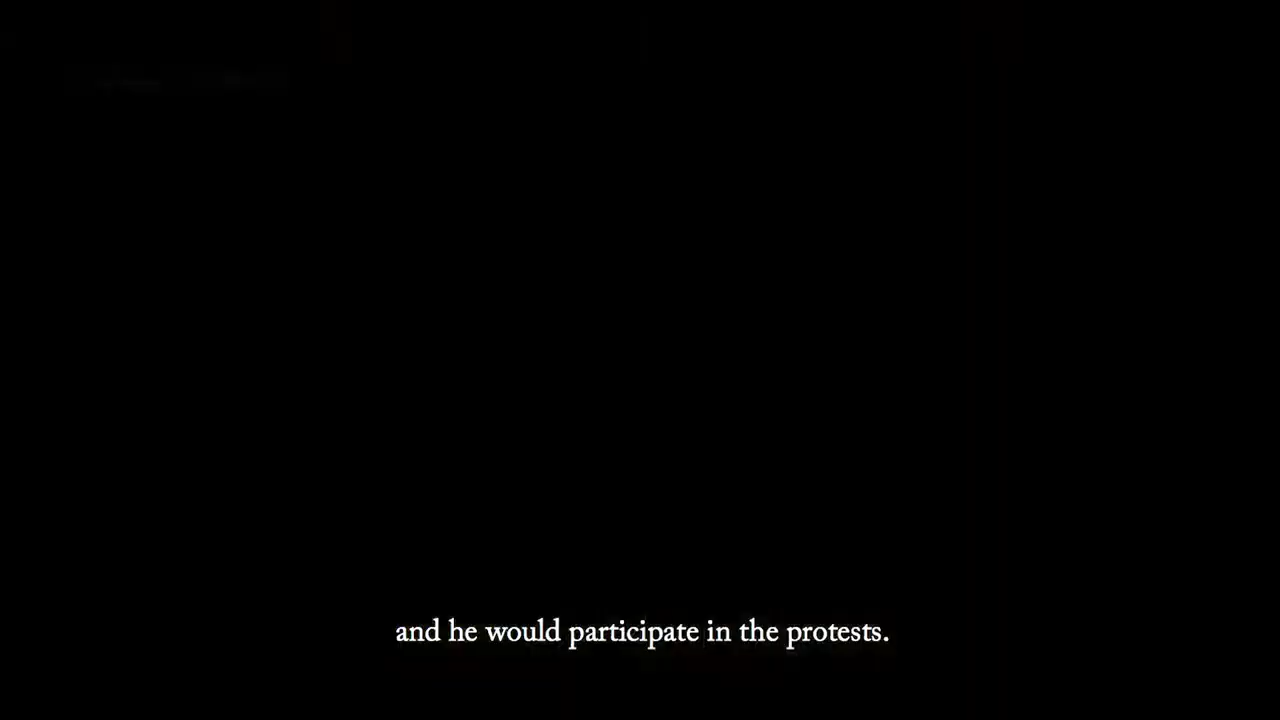 and he would participate in the protests.